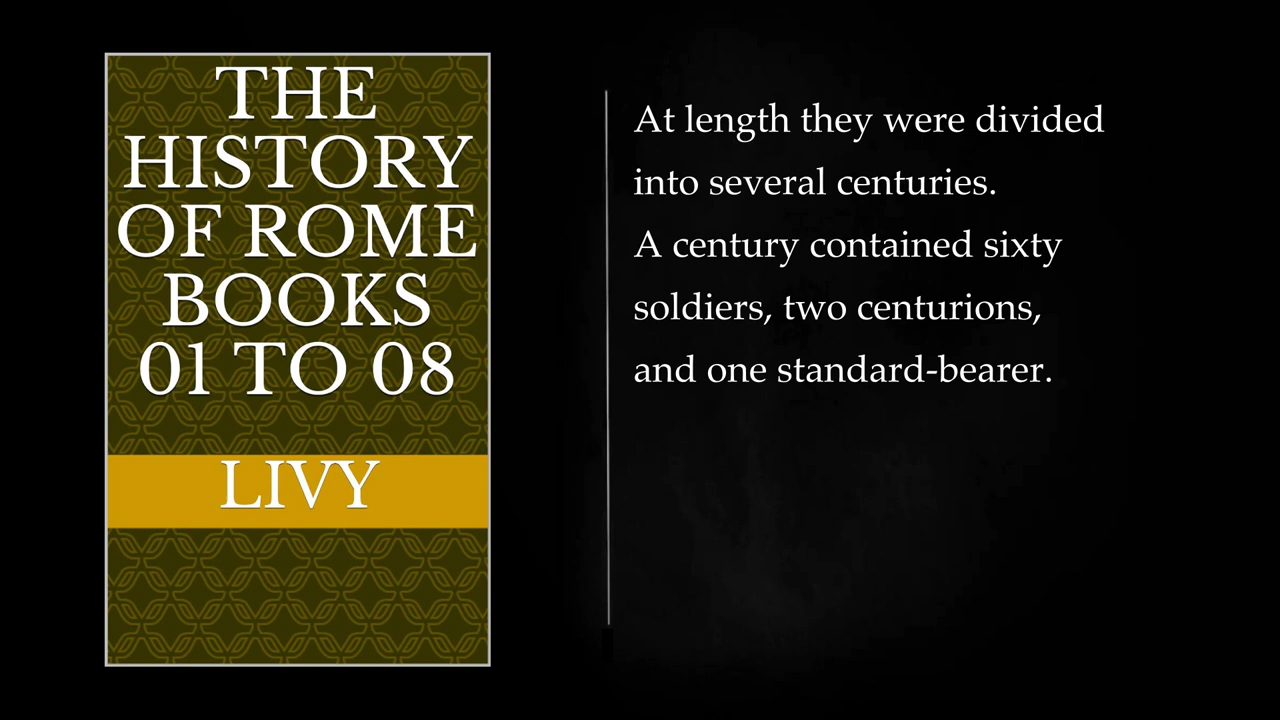 THE
HISTORY
OF ROME
BOOKS
01 TO 08
LIVY
At length they were divided
into several centuries.
A century contained sixty
soldiers, two centurions,
and one standard-bearer.